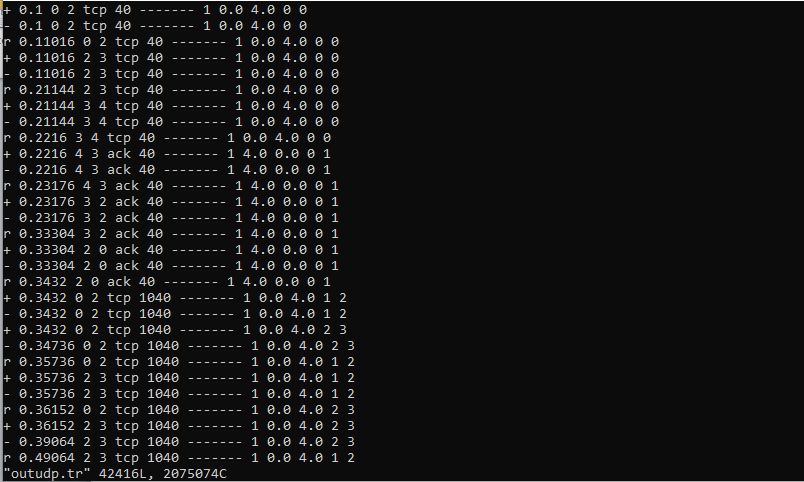 + 0.1 0 2 tcp 40 ------- 1 0.0 4.0 0 0
- 0.1 0 2 tcp 40 ------- 1 0.0 4.0 0 0
r 0.11016 0 2 tcp 40 ------- 1 0.0 4.0 0 0
+ 0.11016 2 3 tcp 40 ------- 1 0.0 4.0 0 0
- 0.11016 2 3 tcp 40 ------- 1 0.0 4.0 0 0
r 0.21144 2 3 tcp 40 ------- 1 0.0 4.0 0 0
+ 0.21144 3 4 tcp 40 ------- 1 0.0 4.0 0 0
- 0.21144 3 4 tcp 40 ------- 1 0.0 4.0 0 0
r 0.2216 3 4 tcp 40 ------- 1 0.0 4.0 0 0
+ 0.2216 4 3 ack 40 ------- 1 4.0 0.0 0 1
- 0.2216 4 3 ack 40 ------- 1 4.0 0.0 0 1
r 0.23176 4 3 ack 40 ------- 1 4.0 0.0 0 1
+ 0.23176 3 2 ack 40 ------- 1 4.0 0.0 0 1
- 0.23176 3 2 ack 40 ------- 1 4.0 0.0 0 1
r 0.33304 3 2 ack 40 ------- 1 4.0 0.0 0 1
+ 0.33304 2 0 ack 40 ------- 1 4.0 0.0 0 1
- 0.33304 2 0 ack 40 ------- 1 4.0 0.0 0 1
r 0.3432 2 0 ack 40 ------- 1 4.0 0.0 0 1
+ 0.3432 0 2 tcp 1040 ------- 1 0.0 4.0 1 2
- 0.3432 0 2 tcp 1040 ------- 1 0.0 4.0 1 2
+ 0.3432 0 2 tcp 1040 ------- 1 0.0 4.0 2 3
- 0.34736 0 2 tcp 1040 ------- 1 0.0 4.0 2 3
r 0.35736 0 2 tcp 1040 ------- 1 0.0 4.0 1 2
+ 0.35736 2 3 tcp 1040 ------- 1 0.0 4.0 1 2
- 0.35736 2 3 tcp 1040 ------- 1 0.0 4.0 1 2
r 0.36152 0 2 tcp 1040 ------- 1 0.0 4.0 2 3
+ 0.36152 2 3 tcp 1040 ------- 1 0.0 4.0 2 3
- 0.39064 2 3 tcp 1040 ------- 1 0.0 4.0 2 3
r 0.49064 2 3 tcp 1040 ------- 1 0.0 4.0 1 2
"outudp.tr" 42416L, 2075074C